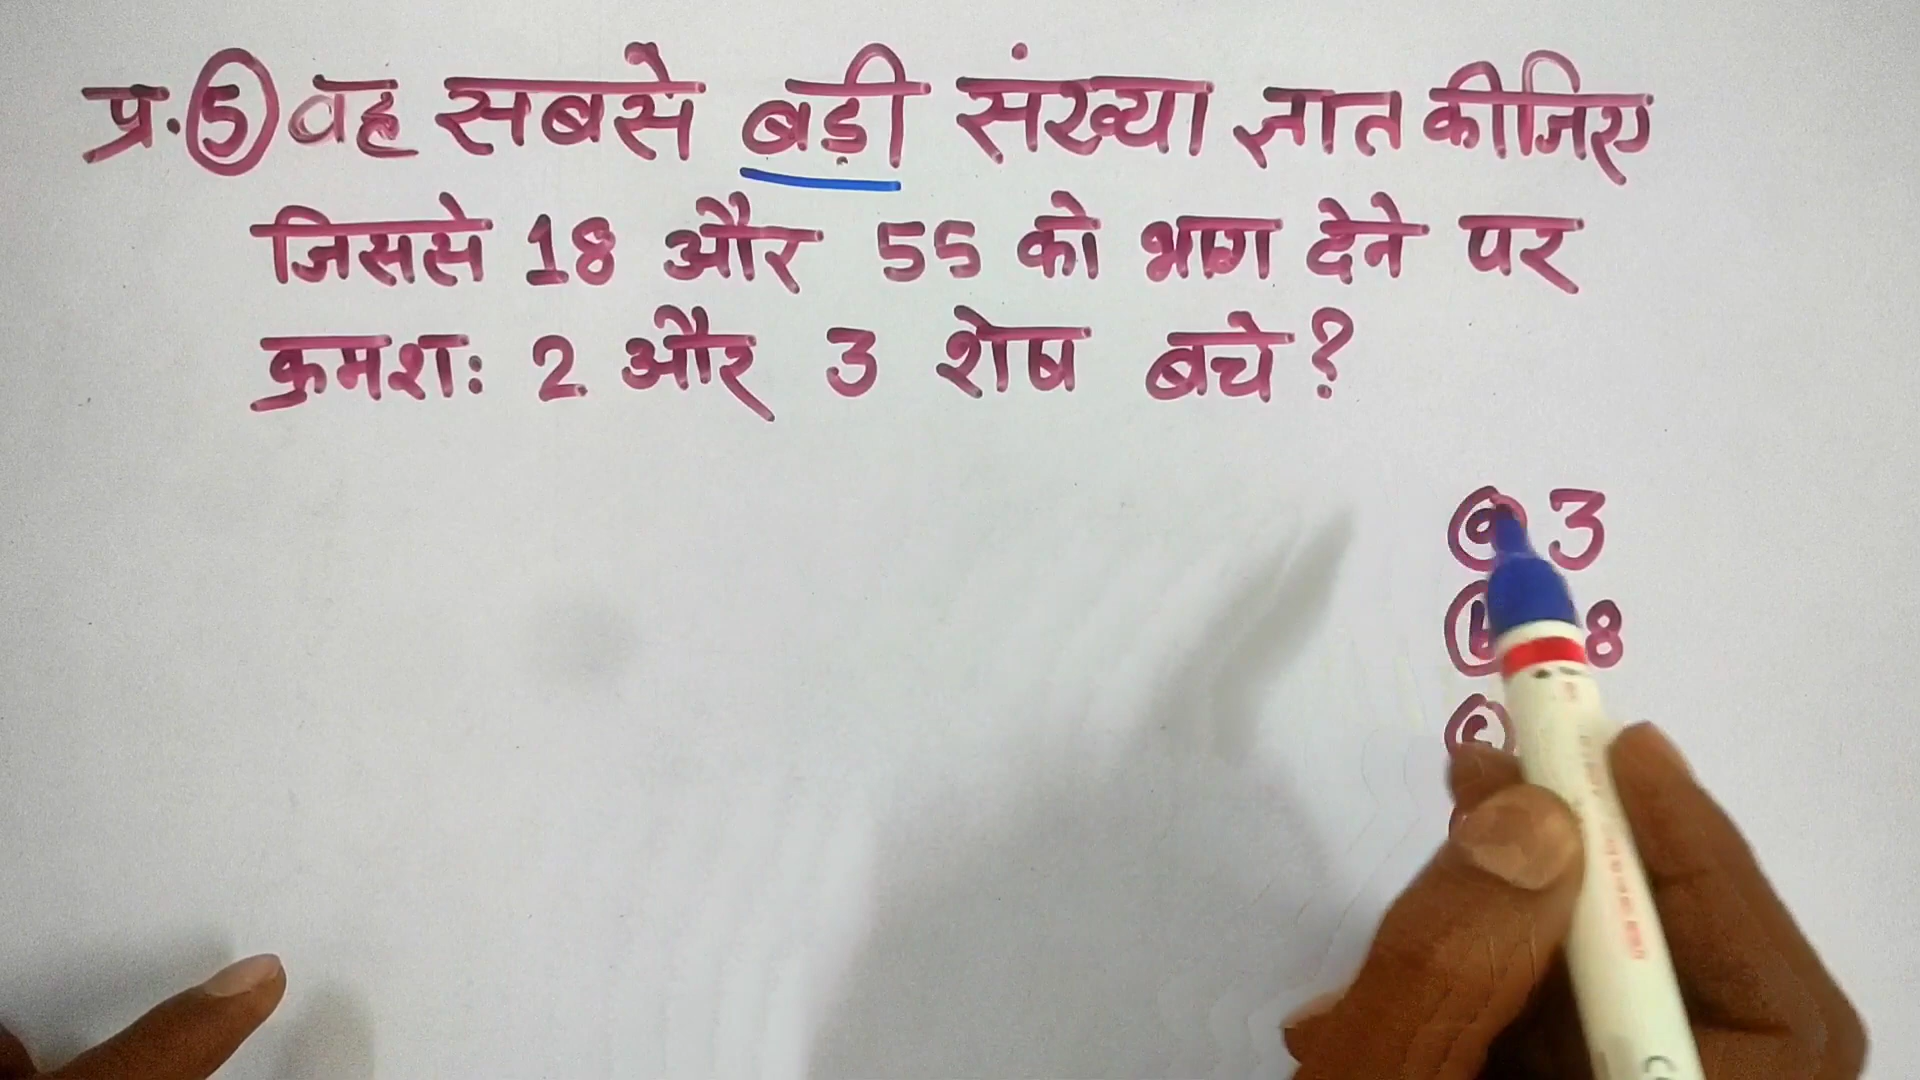 प्र. 5 वह सबसे बड़ी संख्या ज्ञात कीजिए
जिससे 18 और 55 को भाग देने पर
क्रमशः 2 और 3 शेष बचे?
a 3
b 8
c